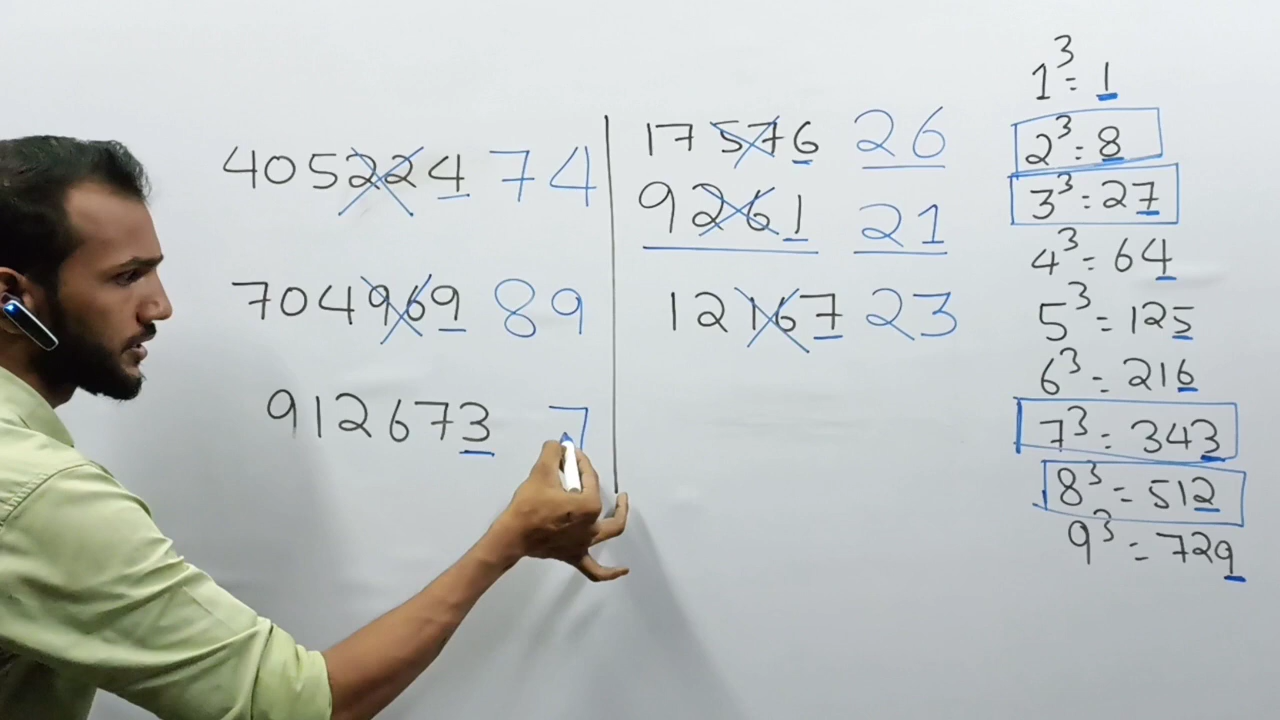 405224 74
704969 89
912673 7
17576 26
9261 21
12167 23
1³ = 1
2³ = 8
3³ = 27
4³ = 64
5³ = 125
6³ = 216
7³ = 343
8³ = 512
9³ = 729